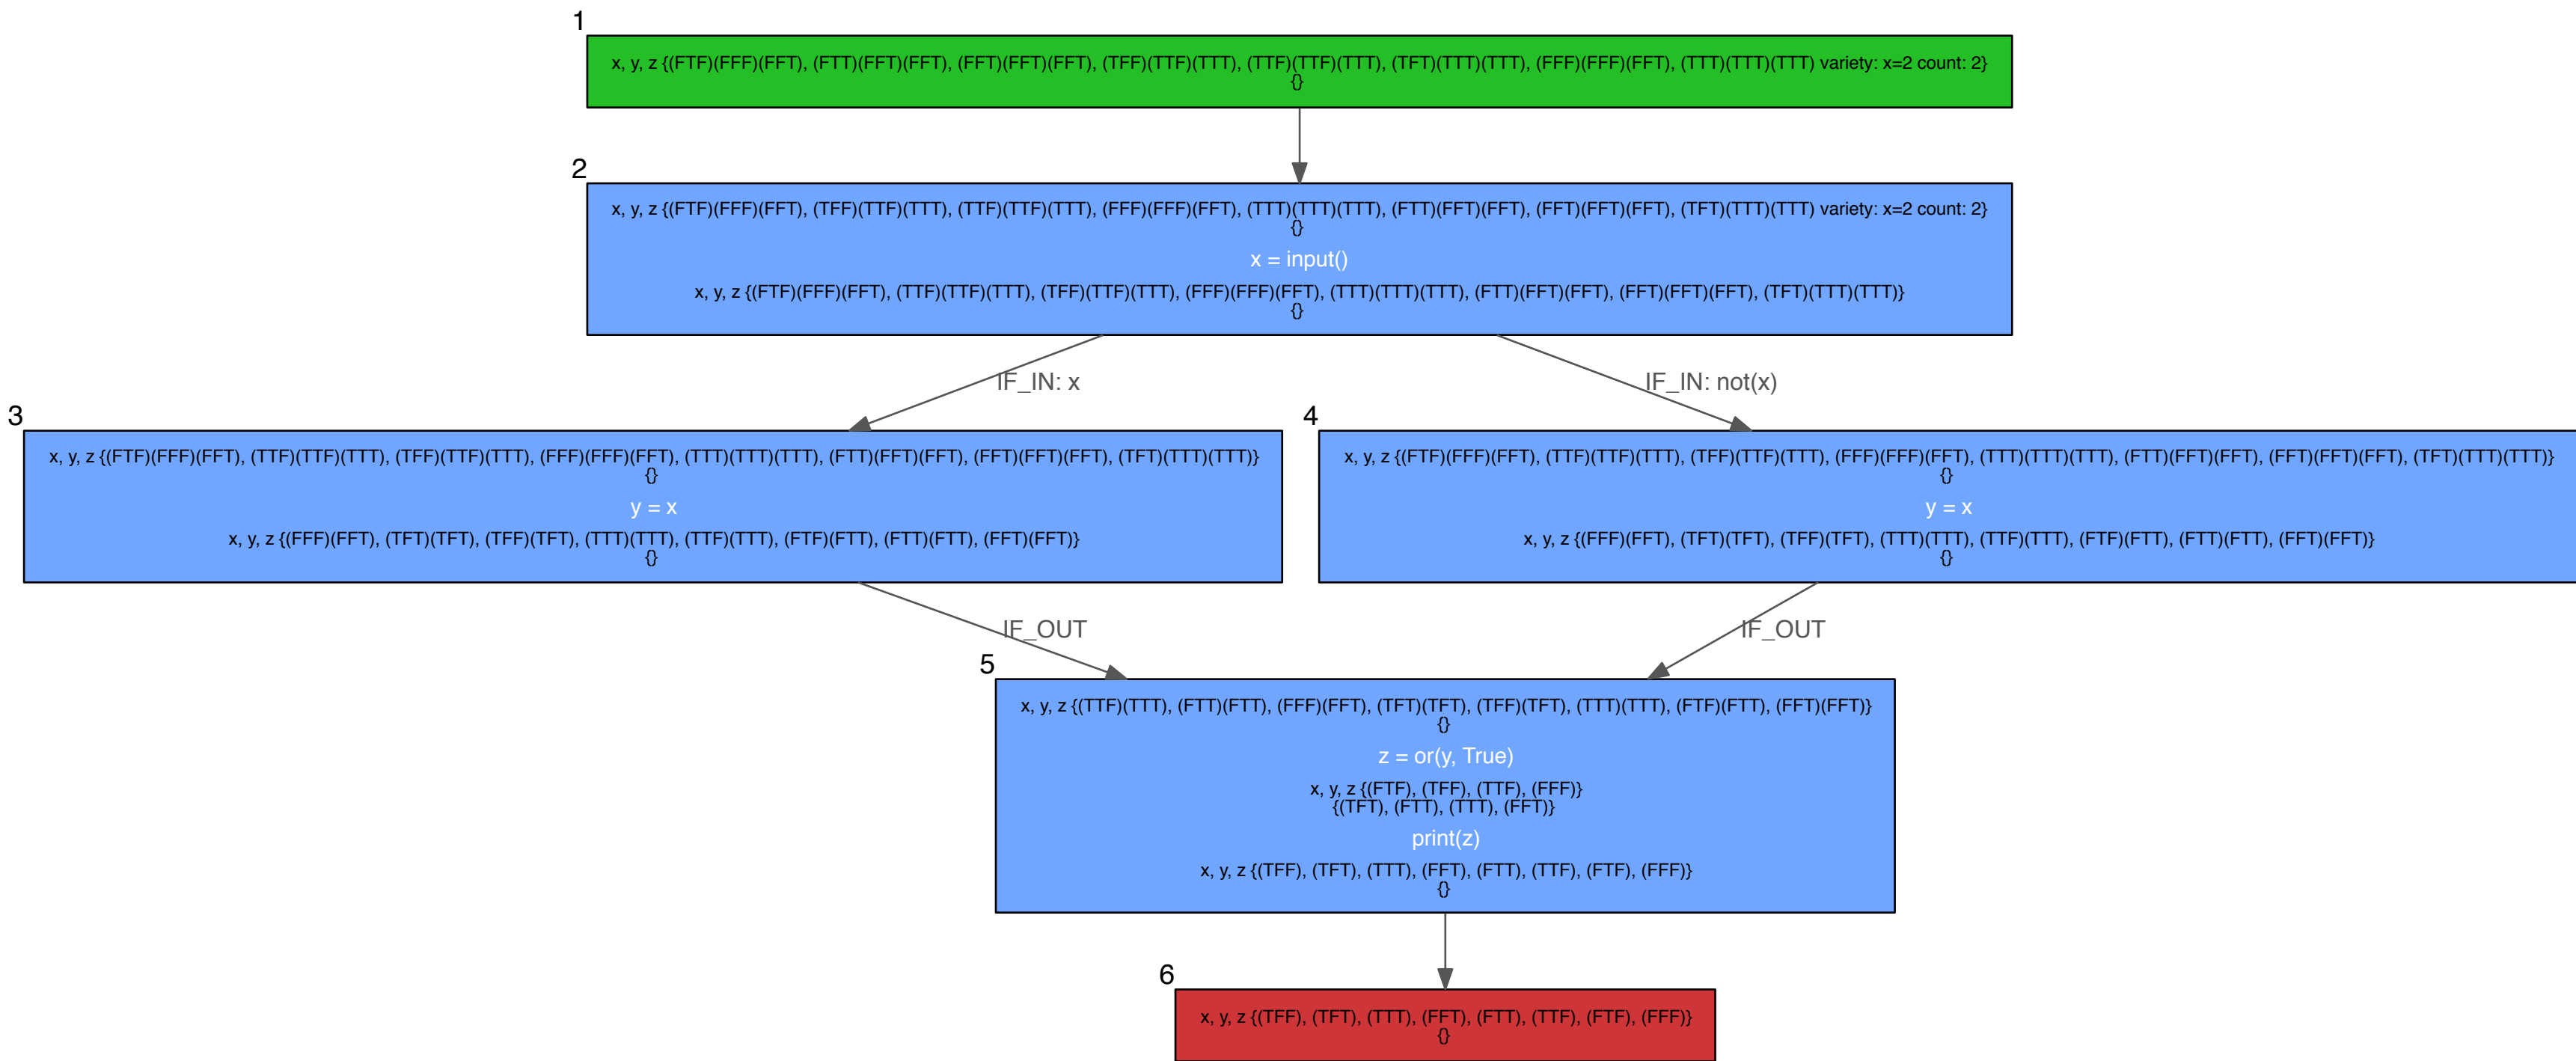 1
x, y, z {(FTF)(FFF)(FFT), (FTT)(FFT)(FFT), (FFT)(FFT)(FFT), (TFF)(TTF)(TTT), (TTF)(TTF)(TTT), (TFT)(TTT)(TTT), (FFF)(FFF)(FFT), (TTT)(TTT)(TTT) variety: x=2 count: 2}
{}
2
x, y, z {(FTF)(FFF)(FFT), (TFF)(TTF)(TTT), (TTF)(TTF)(TTT), (FFF)(FFF)(FFT), (TTT)(TTT)(TTT), (FTT)(FFT)(FFT), (FFT)(FFT)(FFT), (TFT)(TTT)(TTT) variety: x=2 count: 2}
{}
x = input()
x, y, z {(FTF)(FFF)(FFT), (TTF)(TTF)(TTT), (TFF)(TTF)(TTT), (FFF)(FFF)(FFT), (TTT)(TTT)(TTT), (FTT)(FFT)(FFT), (FFT)(FFT)(FFT), (TFT)(TTT)(TTT)}
{}
IF_IN: x
IF_IN: not(x)
3
x, y, z {(FTF)(FFF)(FFT), (TTF)(TTF)(TTT), (TFF)(TTF)(TTT), (FFF)(FFF)(FFT), (TTT)(TTT)(TTT), (FTT)(FFT)(FFT), (FFT)(FFT)(FFT), (TFT)(TTT)(TTT)}
{}
y = x
x, y, z {(FFF)(FFT), (TFT)(TFT), (TFF)(TFT), (TTT)(TTT), (TTF)(TTT), (FTF)(FTT), (FTT)(FTT), (FFT)(FFT)}
{}
4
x, y, z {(FTF)(FFF)(FFT), (TTF)(TTF)(TTT), (TFF)(TTF)(TTT), (FFF)(FFF)(FFT), (TTT)(TTT)(TTT), (FTT)(FFT)(FFT), (FFT)(FFT)(FFT), (TFT)(TTT)(TTT)}
{}
y = x
x, y, z {(FFF)(FFT), (TFT)(TFT), (TFF)(TFT), (TTT)(TTT), (TTF)(TTT), (FTF)(FTT), (FTT)(FTT), (FFT)(FFT)}
{}
IF_OUT
IF_OUT
5
x, y, z {(TTF)(TTT), (FTT)(FTT), (FFF)(FFT), (TFT)(TFT), (TFF)(TFT), (TTT)(TTT), (FTF)(FTT), (FFT)(FFT)}
{}
z = or(y, True)
x, y, z {(FTF), (TFF), (TTF), (FFF)}
{(TFT), (FTT), (TTT), (FFT)}
print(z)
x, y, z {(TFF), (TFT), (TTT), (FFT), (FTT), (TTF), (FTF), (FFF)}
{}
6
x, y, z {(TFF), (TFT), (TTT), (FFT), (FTT), (TTF), (FTF), (FFF)}
{}